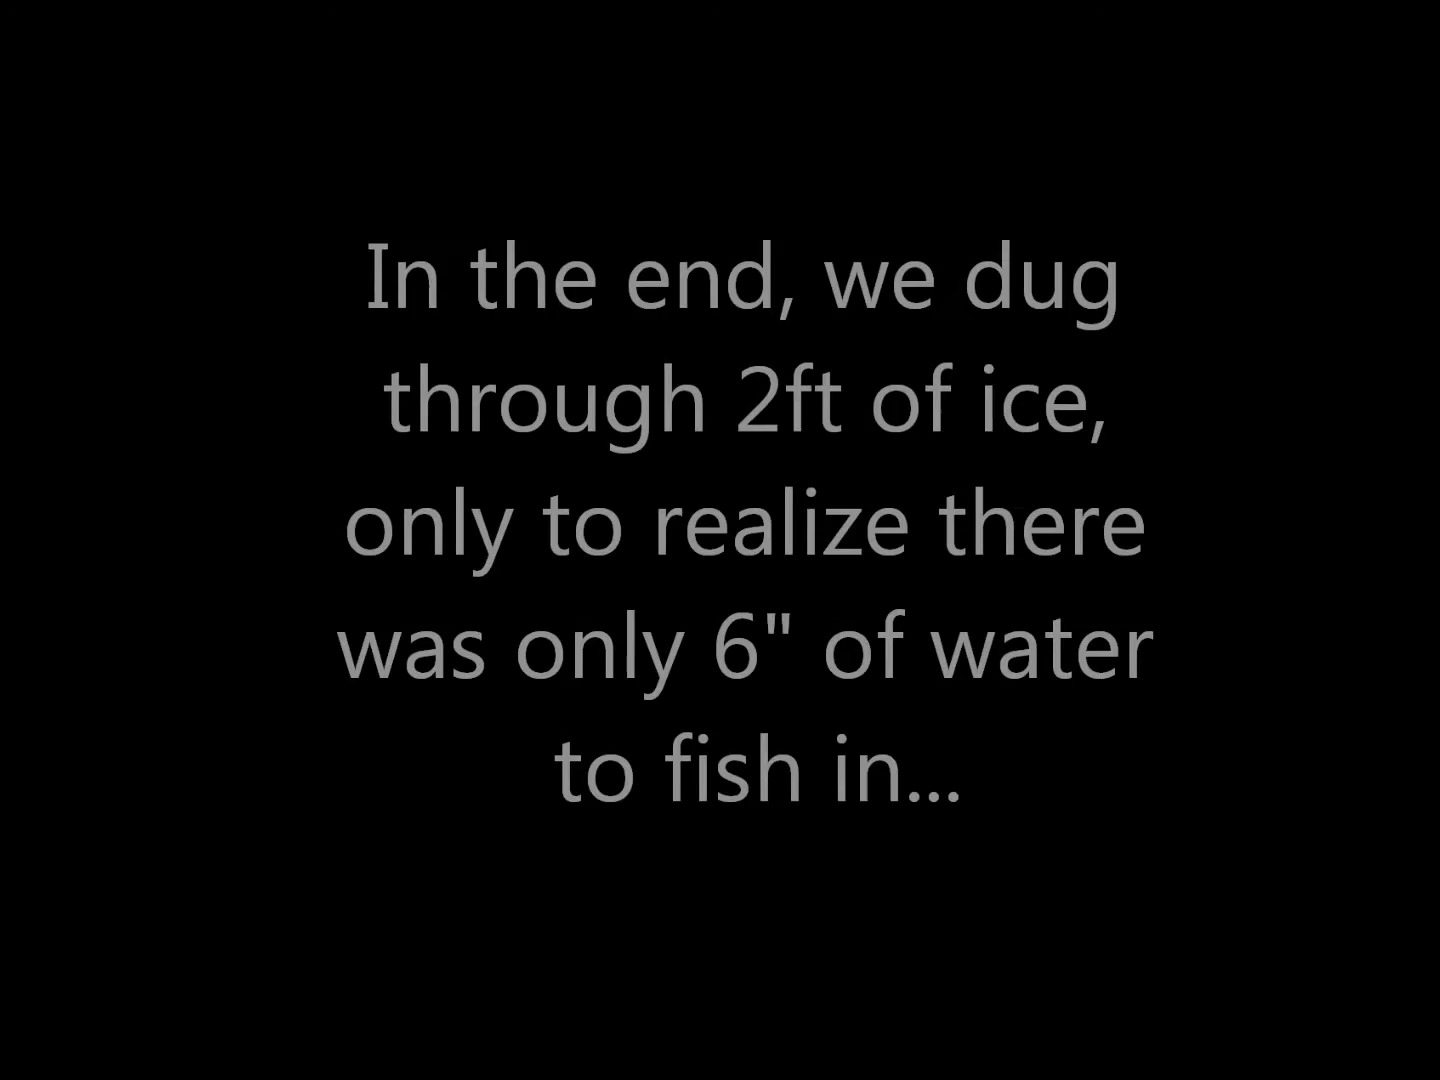 In the end, we dug
through 2ft of ice,
only to realize there
was only 6" of water
to fish in...